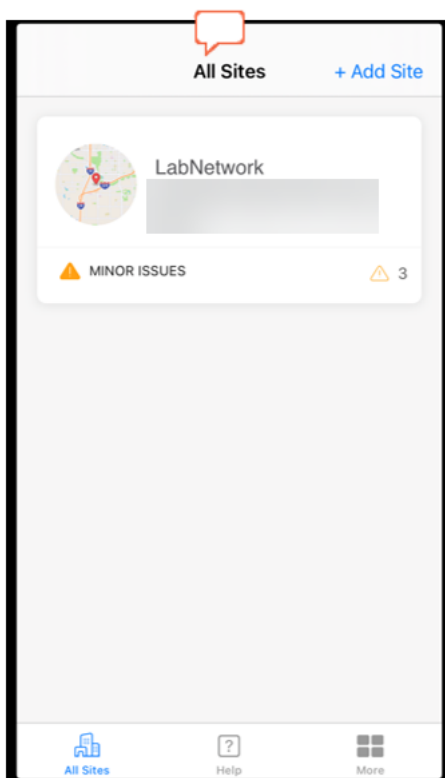 All Sites
+ Add Site
LabNetwork
MINOR ISSUES
3
All Sites
Help
More